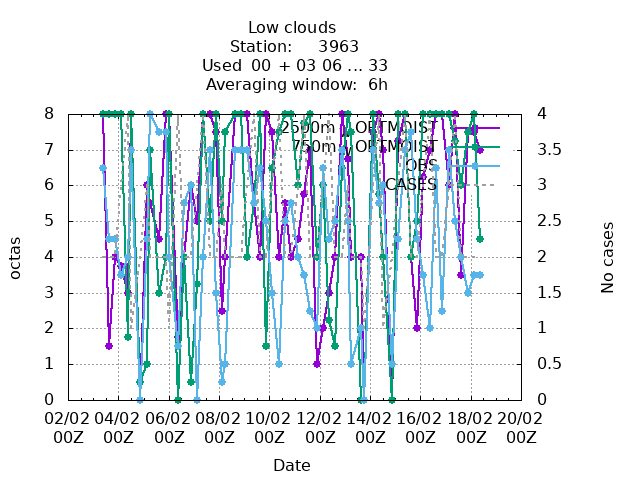 Low clouds
Station: 3963
Used 00 + 03 06 ... 33
Averaging window: 6h
octas
No cases
8
7
6
5
4
3
2
1
0
4
3.5
3
2.5
2
1.5
1
0.5
0
2500m
OPTMOIST
750m
OPTMOIST
OBS
CASES
02/02 04/02 06/02 08/02 10/02 12/02 14/02 16/02 18/02 20/02
00Z 00Z 00Z 00Z 00Z 00Z 00Z 00Z 00Z 00Z
Date